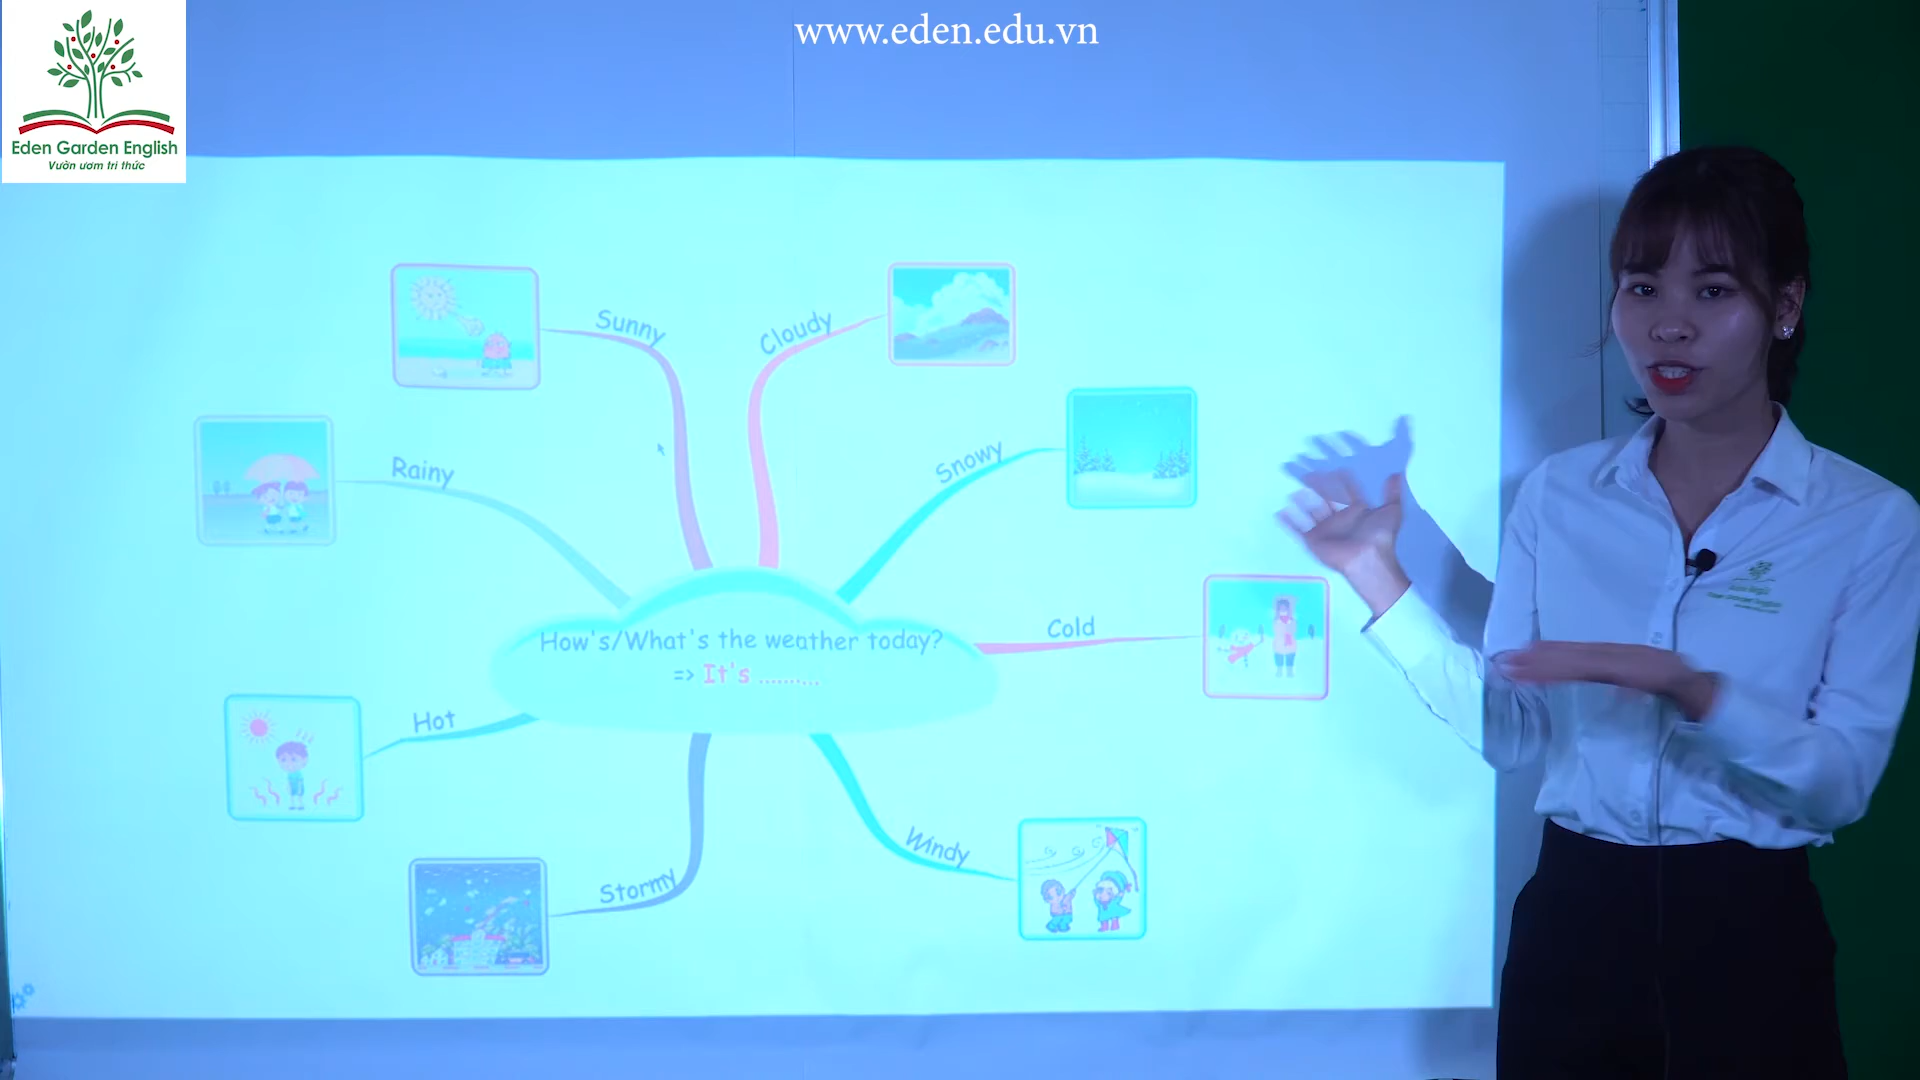 www.eden.edu.vn
Eden Garden English
Vườn ươm tri thức
Sunny
Cloudy
Rainy
Snowy
How's/What's the weather today?
=> It's ..........
Cold
Hot
Stormy
Windy